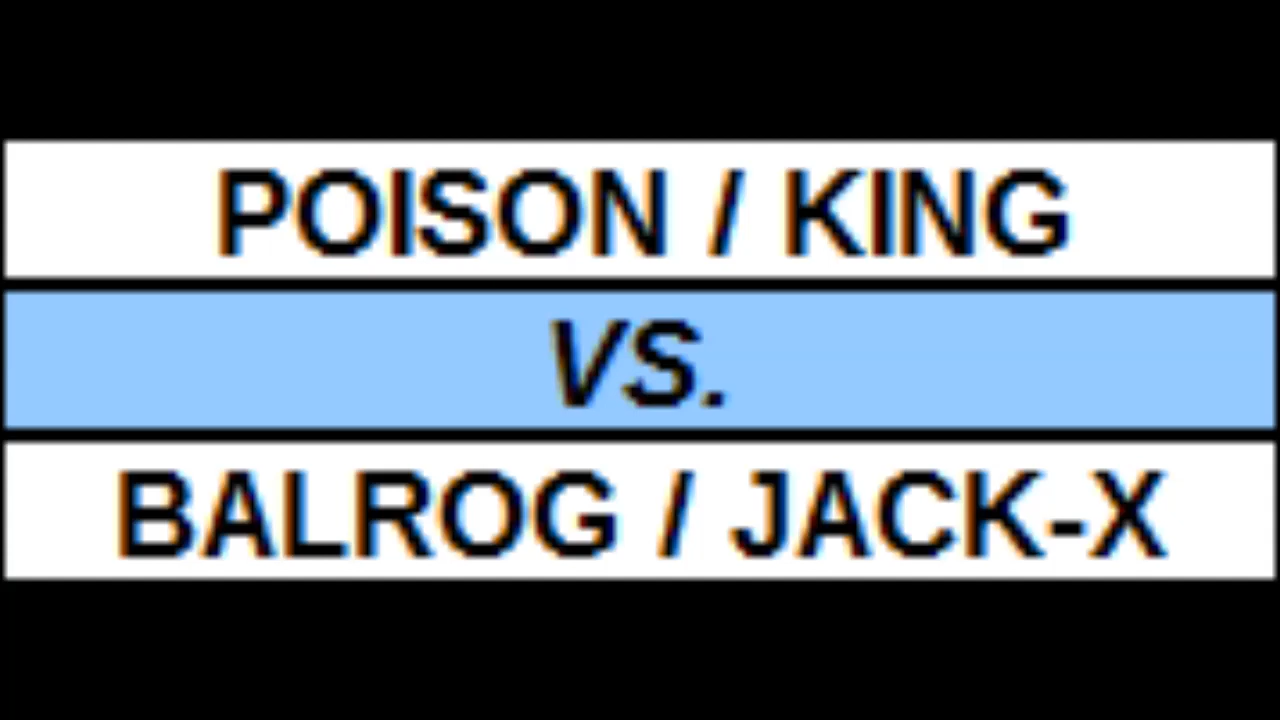 POISON / KING
VS.
BALROG / JACK-X